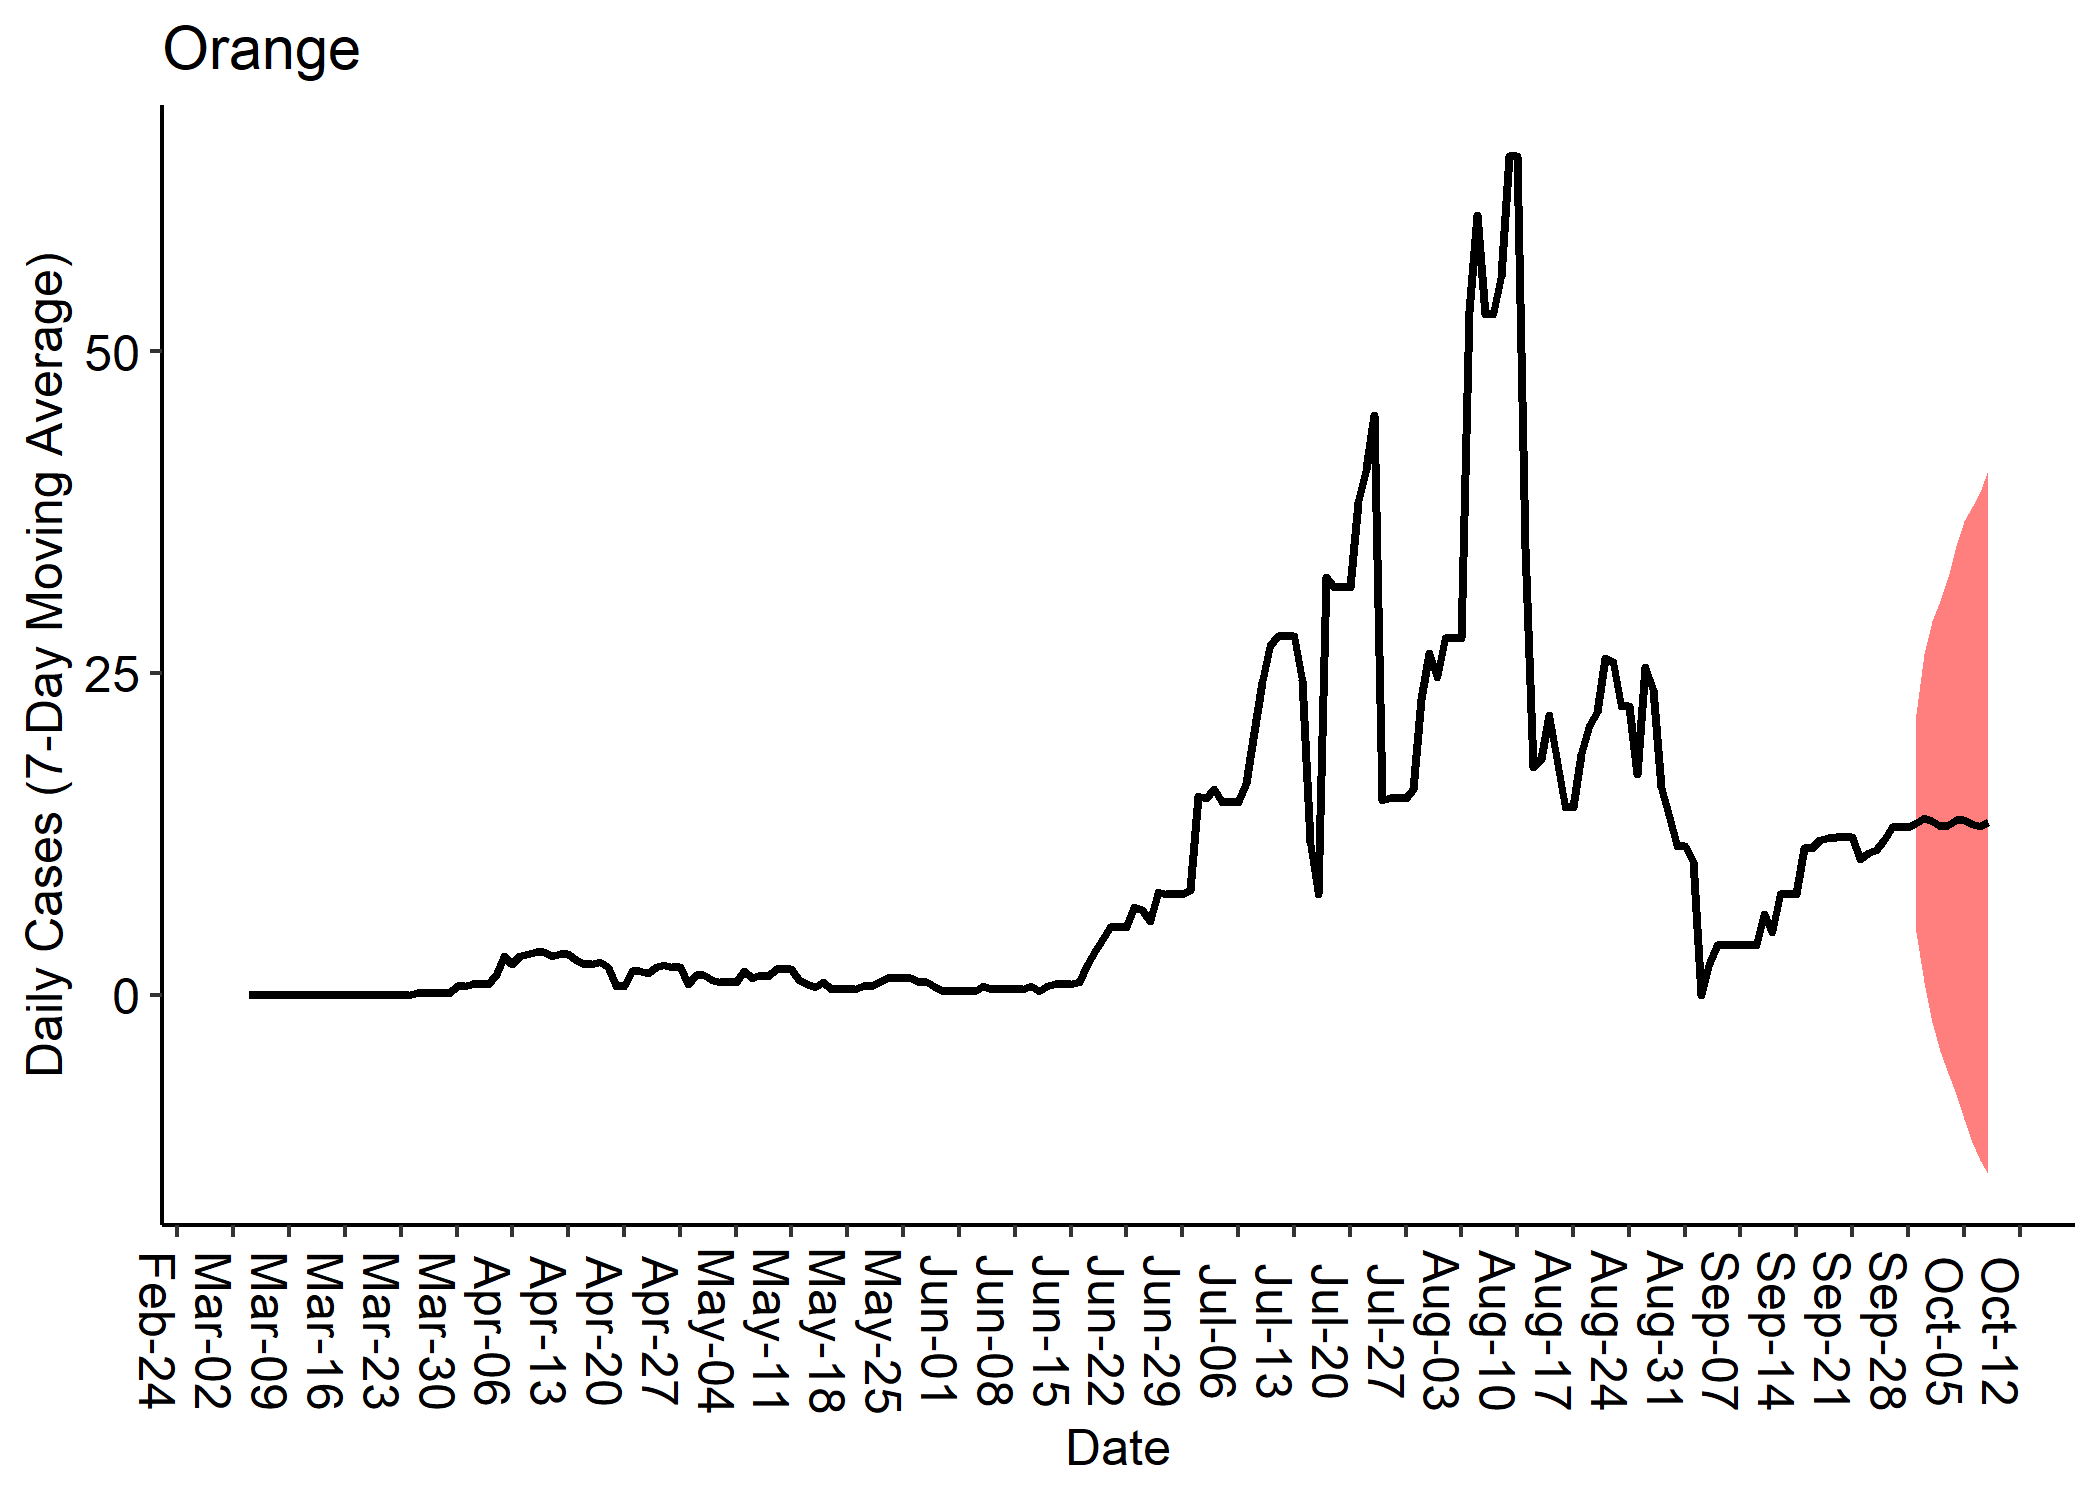 Orange
Daily Cases (7-Day Moving Average)
50
25
0
Feb-24
Mar-02
Mar-09
Mar-16
Mar-23
Mar-30
Apr-06
Apr-13
Apr-20
Apr-27
May-04
May-11
May-18
May-25
Jun-01
Jun-08
Jun-15
Jun-22
Jun-29
Jul-06
Jul-13
Jul-20
Jul-27
Aug-03
Aug-10
Aug-17
Aug-24
Aug-31
Sep-07
Sep-14
Sep-21
Sep-28
Oct-05
Oct-12
Date